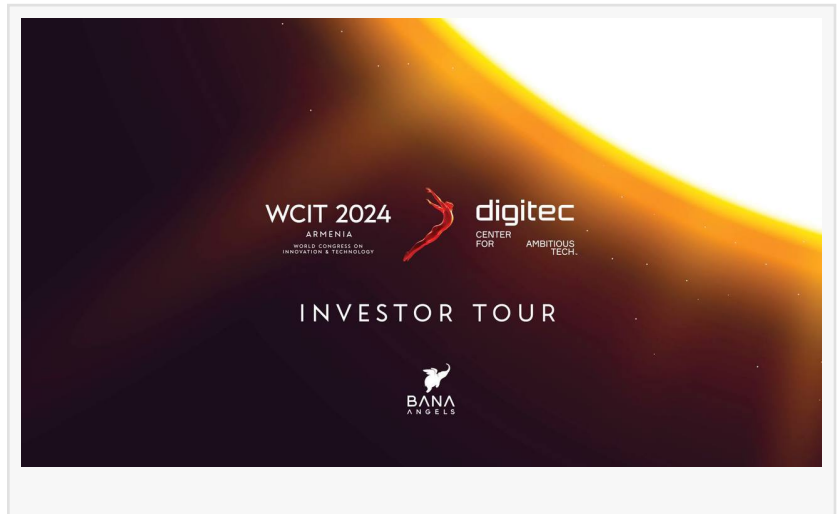 WCIT 2024
ARMENIA
WORLD CONGRESS ON
INNOVATION & TECHNOLOGY
digitec
CENTER
FOR AMBITIOUS
TECH.
INVESTOR TOUR
BANA
ANGELS